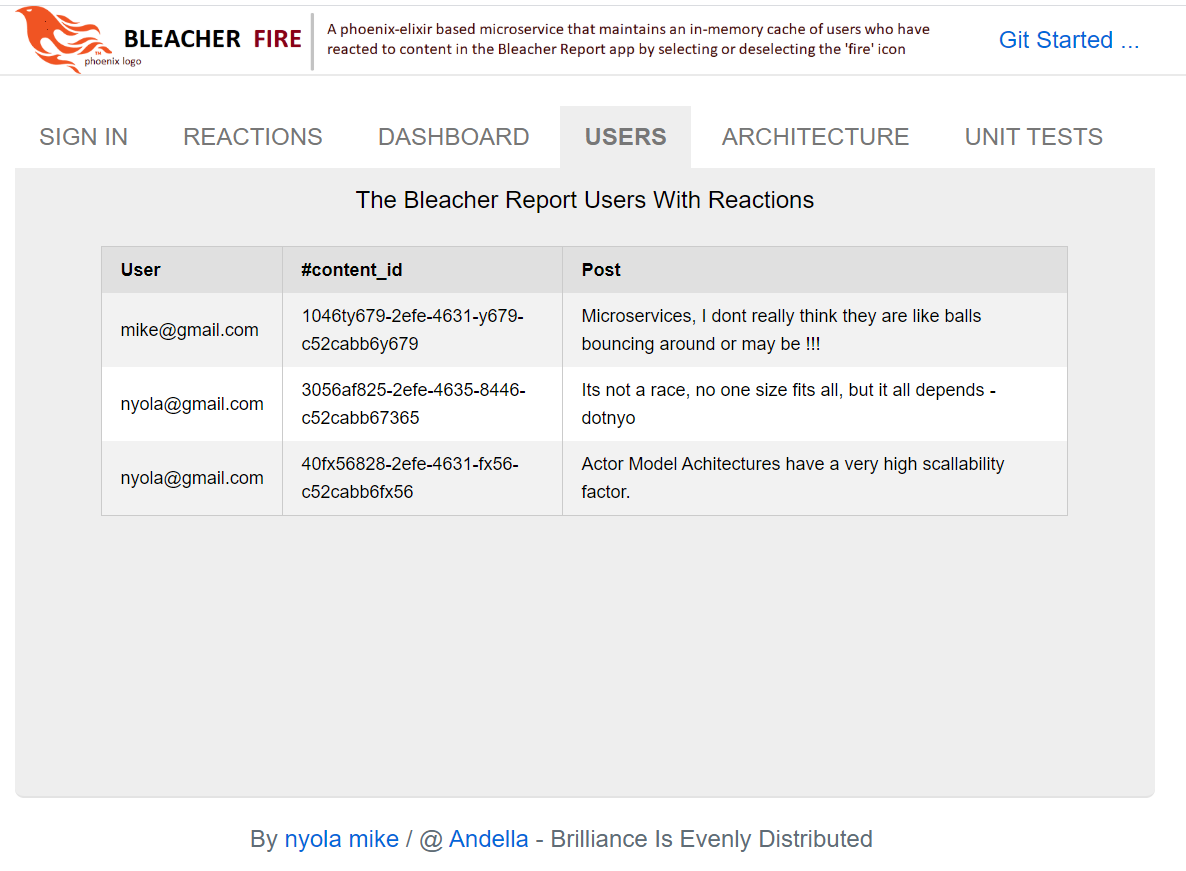 BLEACHER FIRE
TM
phoenix logo
A phoenix-elixir based microservice that maintains an in-memory cache of users who have
reacted to content in the Bleacher Report app by selecting or deselecting the 'fire' icon
Git Started ...
SIGN IN REACTIONS DASHBOARD USERS ARCHITECTURE UNIT TESTS
The Bleacher Report Users With Reactions
User #content_id Post
mike@gmail.com
1046ty679-2efe-4631-y679-
c52cabb6y679
Microservices, I dont really think they are like balls
bouncing around or may be !!!
nyola@gmail.com
3056af825-2efe-4635-8446-
c52cabb67365
Its not a race, no one size fits all, but it all depends -
dotnyo
nyola@gmail.com
40fx56828-2efe-4631-fx56-
c52cabb6fx56
Actor Model Achitectures have a very high scallability
factor.
By nyola mike / @ Andella - Brilliance Is Evenly Distributed